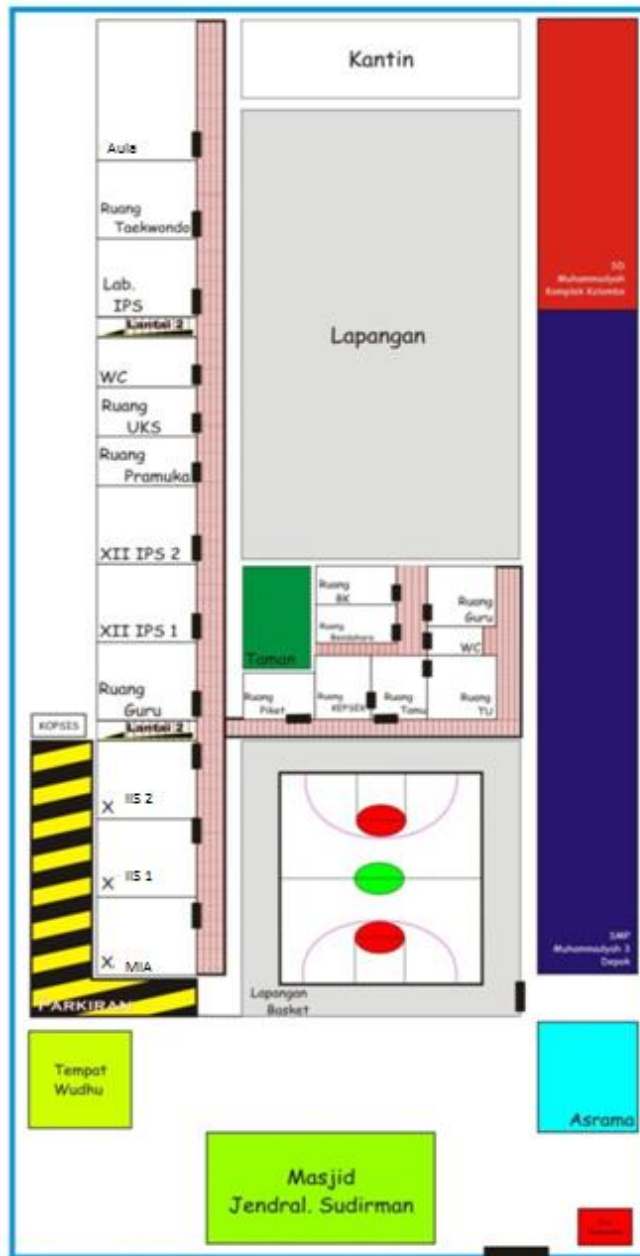 Kantin
Aula
Ruang
Taekwondo
Lab.
IPS
Lantai 2
WC
Ruang
UKS
Ruang
Pramuka
XII IPS 2
XII IPS 1
Ruang
Guru
Lantai 2
KOPSES
X IIS 2
X IIS 1
X MIA
PARKIRAN
Lapangan
SD
Muhammadiyah
Komplek Kolombo
Taman
Ruang
BK
Ruang
Bendahara
Ruang
Guru
WC
Ruang
Piket
Ruang
KEPSEK
Ruang
Tamu
Ruang
TU
Lapangan
Basket
SMP
Muhammadiyah 3
Depok
Tempat
Wudhu
Asrama
Masjid
Jendral. Sudirman